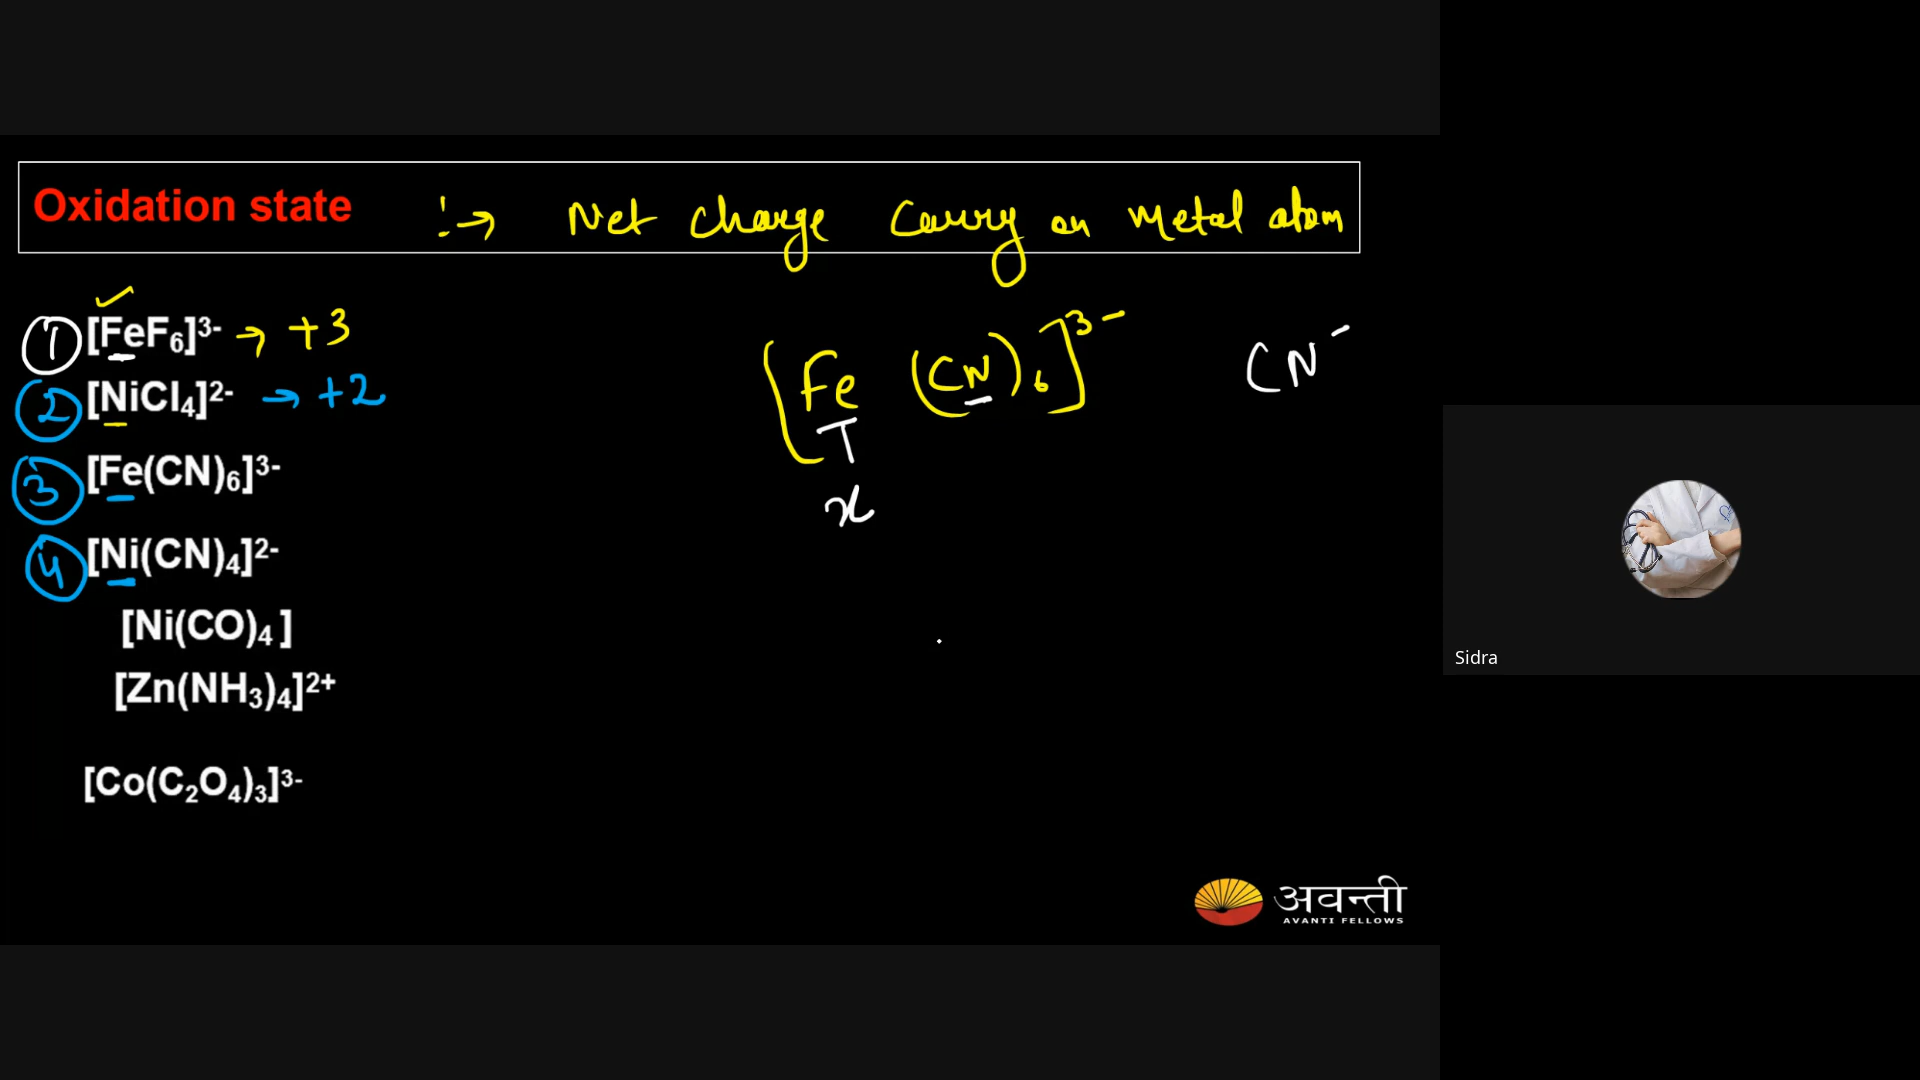 Oxidation state :→ Net charge carry on metal atom
① [FeF₆]³⁻ → +3
② [NiCl₄]²⁻ → +2
③ [Fe(CN)₆]³⁻
④ [Ni(CN)₄]²⁻
[Ni(CO)₄ ]
[Zn(NH₃)₄]²⁺
[Co(C₂O₄)₃]³⁻
[Fe (CN)₆]³⁻
x
CN⁻
Sidra
अवन्ती
AVANTI FELLOWS